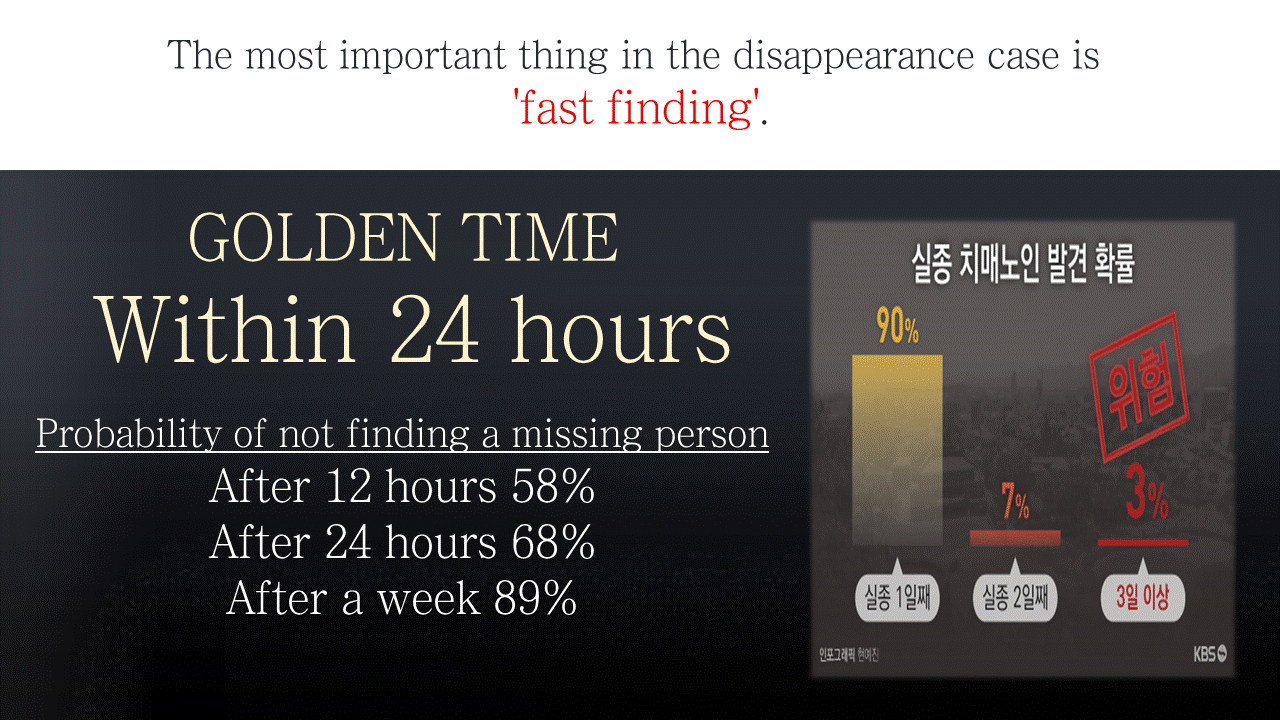 The most important thing in the disappearance case is
'fast finding'.
GOLDEN TIME
Within 24 hours
Probability of not finding a missing person
After 12 hours 58%
After 24 hours 68%
After a week 89%
실종 치매노인 발견 확률
90%
위험
7%
3%
실종 1일째
실종 2일째
3일 이상
인포그래픽 현여진
KBS